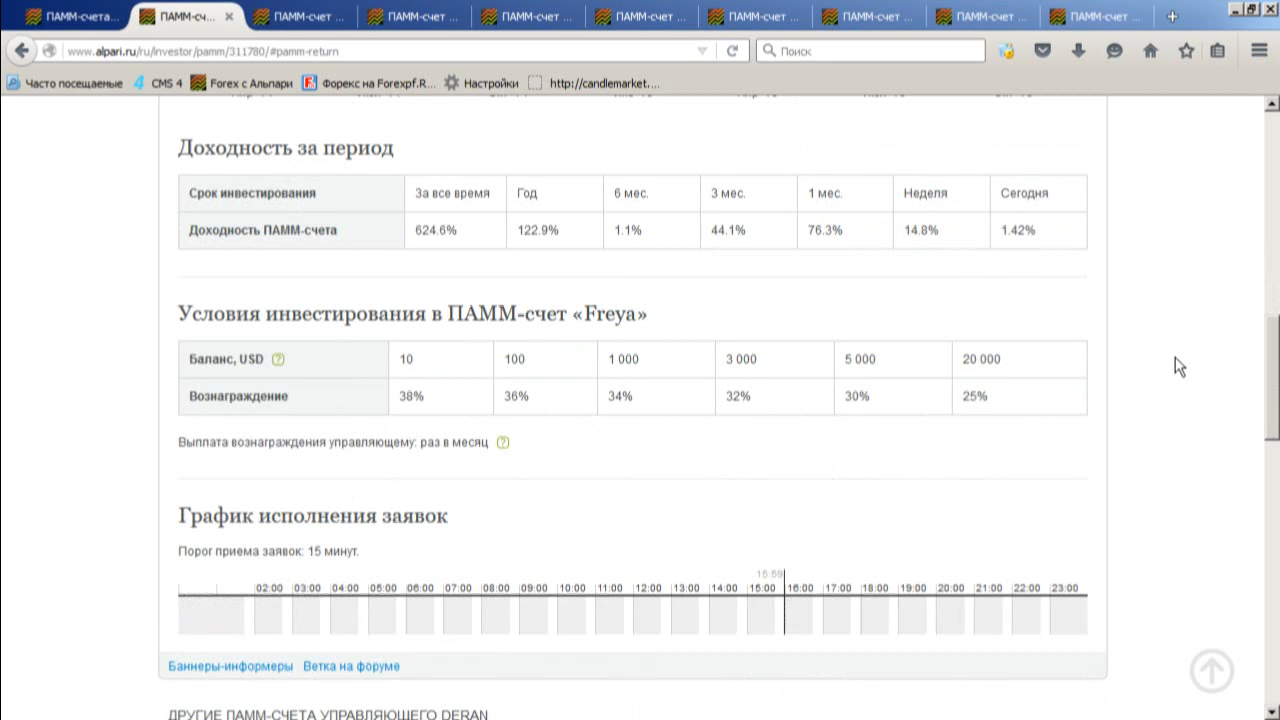 ПАММ-счета... ПАММ-сч... ПАММ-счет ... ПАММ-счет ... ПАММ-счет ... ПАММ-счет ... ПАММ-счет ... ПАММ-счет ... ПАММ-счет ... ПАММ-счет ...
www.alpari.ru/ru/investor/pamm/311780/#pamm-return Поиск
Часто посещаемые CMS 4 Forex с Альпари Форекс на Forexpf.R... Настройки http://candlemarket....
Доходность за период
Срок инвестирования За все время Год 6 мес. 3 мес. 1 мес. Неделя Сегодня
Доходность ПАММ-счета 624.6% 122.9% 1.1% 44.1% 76.3% 14.8% 1.42%
Условия инвестирования в ПАММ-счет «Freya»
Баланс, USD ? 10 100 1 000 3 000 5 000 20 000
Вознаграждение 38% 36% 34% 32% 30% 25%
Выплата вознаграждения управляющему: раз в месяц ?
График исполнения заявок
Порог приема заявок: 15 минут.
15:59
02:00 03:00 04:00 05:00 06:00 07:00 08:00 09:00 10:00 11:00 12:00 13:00 14:00 15:00 16:00 17:00 18:00 19:00 20:00 21:00 22:00 23:00
Баннеры-информеры Ветка на форуме
ДРУГИЕ ПАММ-СЧЕТА УПРАВЛЯЮЩЕГО DERAN